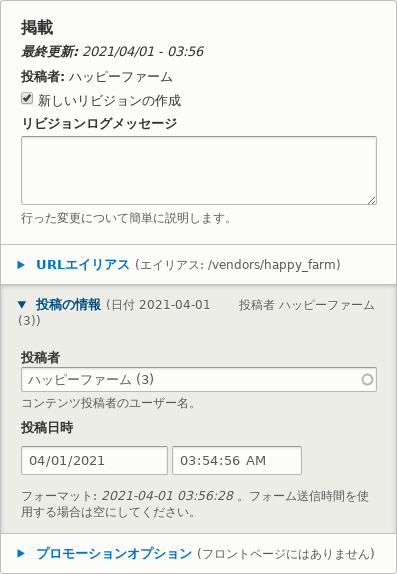 掲載
最終更新: 2021/04/01 - 03:56
投稿者: ハッピーファーム
新しいリビジョンの作成
リビジョンログメッセージ
行った変更について簡単に説明します。
URLエイリアス (エイリアス: /vendors/happy_farm)
投稿の情報 (日付 2021-04-01 投稿者 ハッピーファーム
(3))
投稿者
ハッピーファーム (3)
コンテンツ投稿者のユーザー名。
投稿日時
04/01/2021 03:54:56 AM
フォーマット: 2021-04-01 03:56:28 。フォーム送信時間を使
用する場合は空にしてください。
プロモーションオプション (フロントページにはありません)